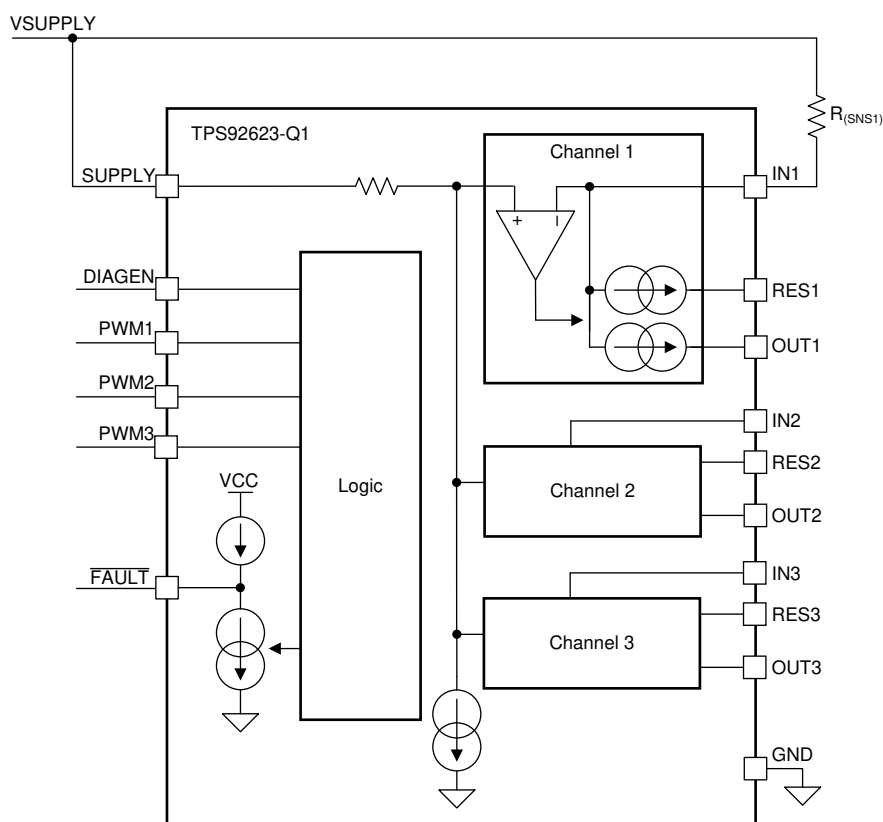 VSUPPLY
R(SNS1)
TPS92623-Q1
Channel 1
SUPPLY
IN1
+
−
DIAGEN
RES1
PWM1
OUT1
PWM2
IN2
PWM3
RES2
VCC
Logic
Channel 2
OUT2
FAULT
IN3
RES3
Channel 3
OUT3
GND